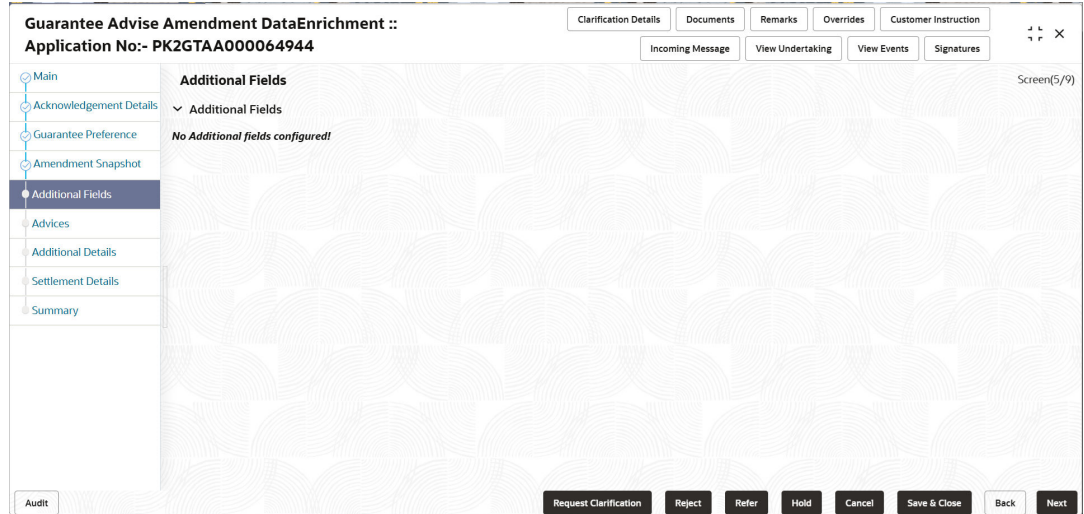 Guarantee Advise Amendment DataEnrichment ::
Application No:- PK2GTAA000064944
Clarification Details
Documents
Remarks
Overrides
Customer Instruction
Incoming Message
View Undertaking
View Events
Signatures
Main
Acknowledgement Details
Guarantee Preference
Amendment Snapshot
Additional Fields
Advices
Additional Details
Settlement Details
Summary
Additional Fields
Screen(5/9)
Additional Fields
No Additional fields configured!
Audit
Request Clarification
Reject
Refer
Hold
Cancel
Save & Close
Back
Next